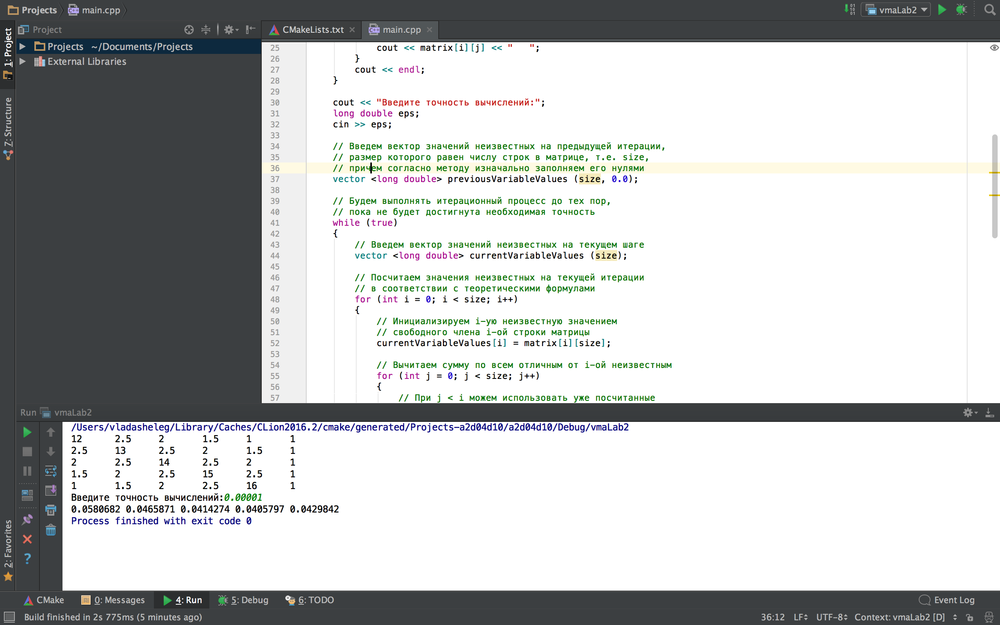 Projects main.cpp
vmaLab2
1: Project
7: Structure
2: Favorites
Project
Projects ~/Documents/Projects
External Libraries
CMakeLists.txt main.cpp
25 cout << matrix[i][j] << "   ";
26 }
27 cout << endl;
28 }
29
30 cout << "Введите точность вычислений:";
31 long double eps;
32 cin >> eps;
33
34 // Введем вектор значений неизвестных на предыдущей итерации,
35 // размер которого равен числу строк в матрице, т.е. size,
36 // причем согласно методу изначально заполняем его нулями
37 vector <long double> previousVariableValues (size, 0.0);
38
39 // Будем выполнять итерационный процесс до тех пор,
40 // пока не будет достигнута необходимая точность
41 while (true)
42 {
43 // Введем вектор значений неизвестных на текущем шаге
44 vector <long double> currentVariableValues (size);
45
46 // Посчитаем значения неизвестных на текущей итерации
47 // в соответствии с теоретическими формулами
48 for (int i = 0; i < size; i++)
49 {
50 // Инициализируем i-ую неизвестную значением
51 // свободного члена i-ой строки матрицы
52 currentVariableValues[i] = matrix[i][size];
53
54 // Вычитаем сумму по всем отличным от i-ой неизвестным
55 for (int j = 0; j < size; j++)
56 {
57 // При j < i можем использовать уже посчитанные
Run vmaLab2
/Users/vladasheleg/Library/Caches/CLion2016.2/cmake/generated/Projects-a2d04d10/a2d04d10/Debug/vmaLab2
12 2.5 2 1.5 1 1
2.5 13 2.5 2 1.5 1
2 2.5 14 2.5 2 1
1.5 2 2.5 15 2.5 1
1 1.5 2 2.5 16 1
Введите точность вычислений:0.00001
0.0580682 0.0465871 0.0414274 0.0405797 0.0429842
Process finished with exit code 0
CMake 0: Messages 4: Run 5: Debug 6: TODO Event Log
Build finished in 2s 775ms (5 minutes ago) 36:12 LF UTF-8 Context: vmaLab2 [D]